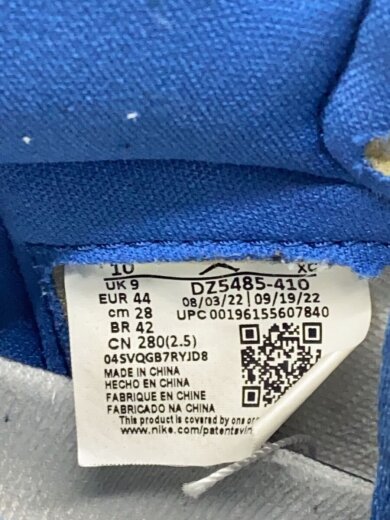 10 XC
UK 9 DZ5485-410
EUR 44 08/03/22 | 09/19/22
cm 28 UPC 00196155607840
BR 42
CN 280(2.5)
04SVQGB7RYJD8
MADE IN CHINA
HECHO EN CHINA
FABRIQUE EN CHINE
FABRICADO NA CHINA
This product is covered by one or
www.nike.com/patents